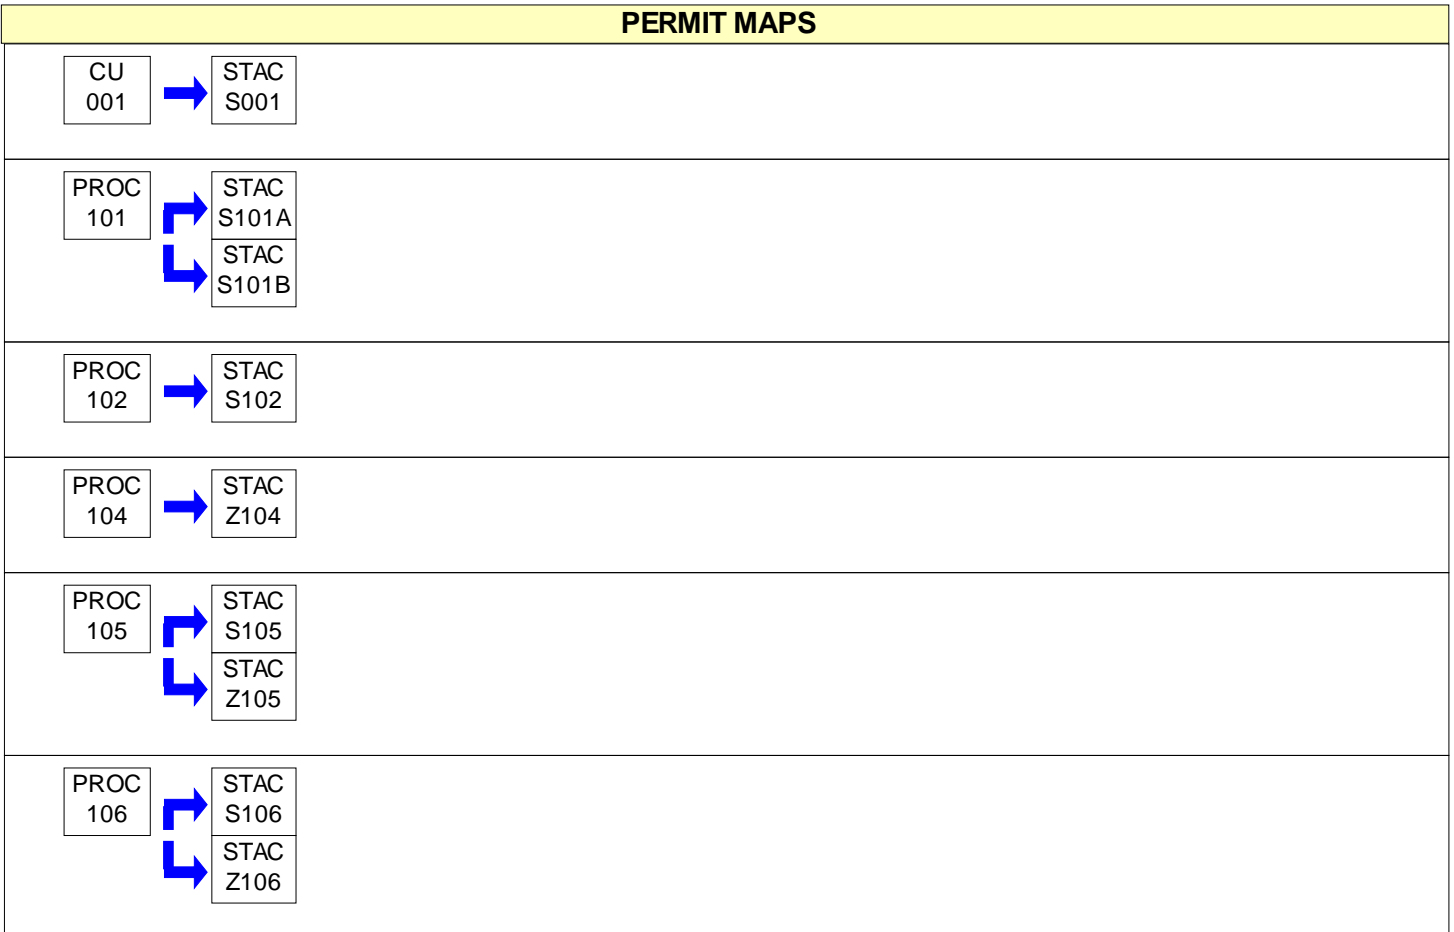 PERMIT MAPS
CU
001
STAC
S001
PROC
101
STAC
S101A
STAC
S101B
PROC
102
STAC
S102
PROC
104
STAC
Z104
PROC
105
STAC
S105
STAC
Z105
PROC
106
STAC
S106
STAC
Z106